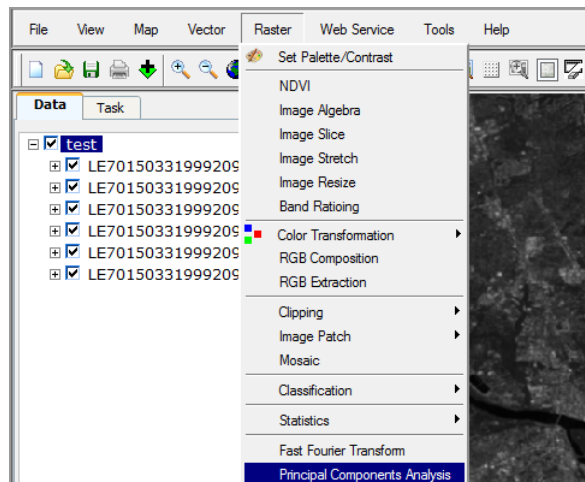 File View Map Vector Raster Web Service Tools Help
Set Palette/Contrast
NDVI
Image Algebra
Image Slice
Image Stretch
Image Resize
Band Ratioing
Color Transformation
RGB Composition
RGB Extraction
Clipping
Image Patch
Mosaic
Classification
Statistics
Fast Fourier Transform
Principal Components Analysis
Data Task
test
LE70150331999209
LE70150331999209
LE70150331999209
LE70150331999209
LE70150331999209
LE70150331999209